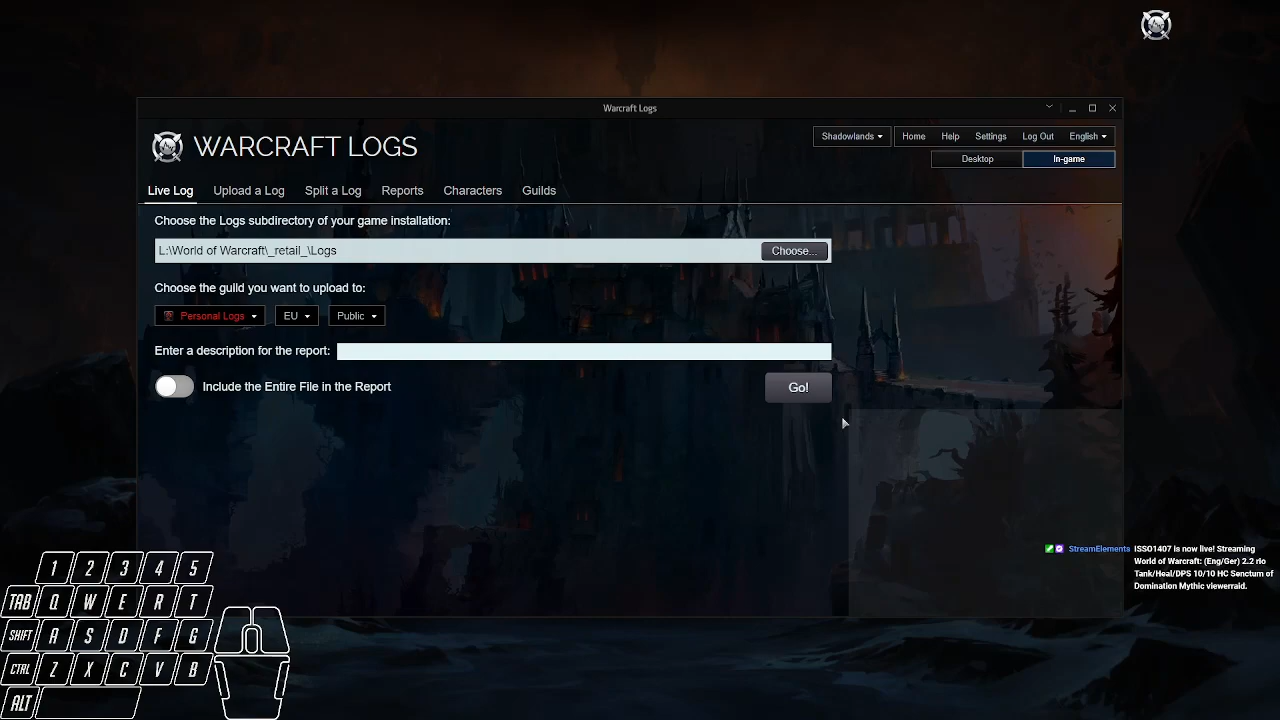 Warcraft Logs
WARCRAFT LOGS
Shadowlands
Home
Help
Settings
Log Out
English
Desktop
In-game
Live Log
Upload a Log
Split a Log
Reports
Characters
Guilds
Choose the Logs subdirectory of your game installation:
L:\World of Warcraft\_retail_\Logs
Choose...
Choose the guild you want to upload to:
Personal Logs
EU
Public
Enter a description for the report:
Include the Entire File in the Report
Go!
StreamElements ISSO1407 is now live! Streaming
World of Warcraft: (Eng/Ger) 2.2 rio
Tank/Heal/DPS 10/10 HC Senctum of
Domination Mythic viewerraid.
1 2 3 4 5
TAB Q W E R T
SHIFT A S D F G
CTRL Z X C V B
ALT